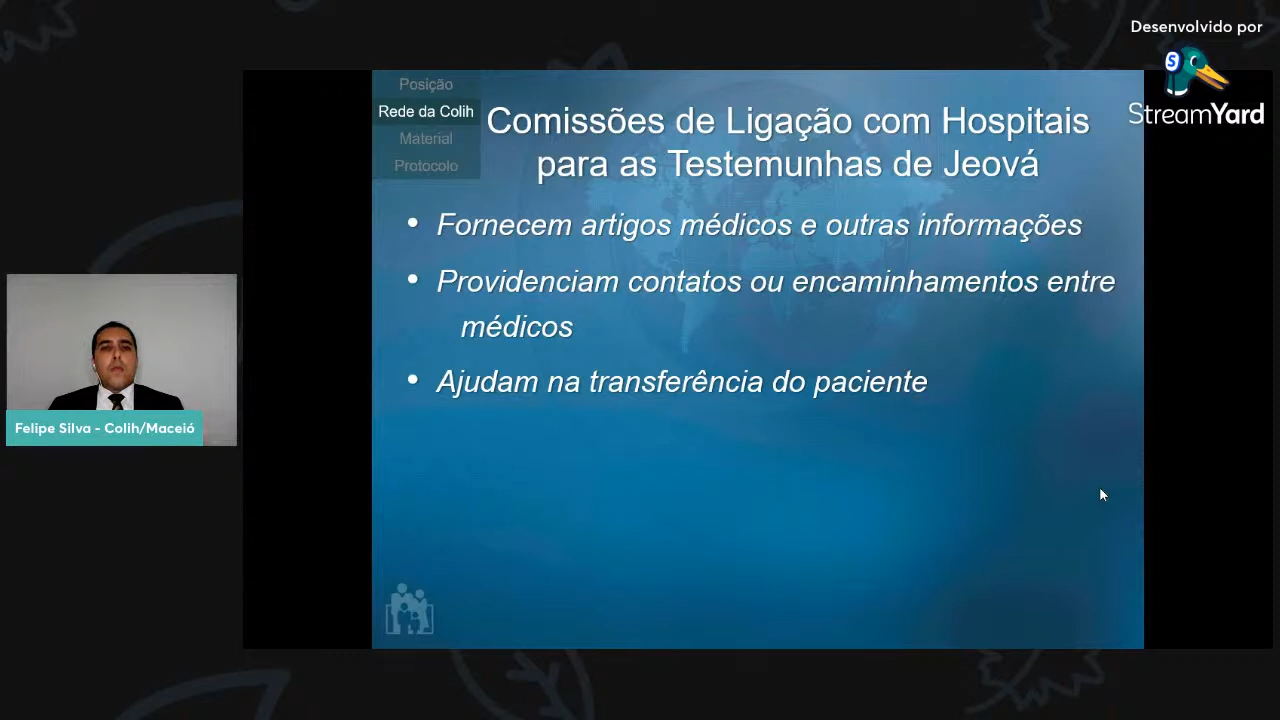 Desenvolvido por
StreamYard
Posição
Rede da Colih
Material
Protocolo
Comissões de Ligação com Hospitais
para as Testemunhas de Jeová
• Fornecem artigos médicos e outras informações
• Providenciam contatos ou encaminhamentos entre
médicos
• Ajudam na transferência do paciente
Felipe Silva - Colih/Maceió